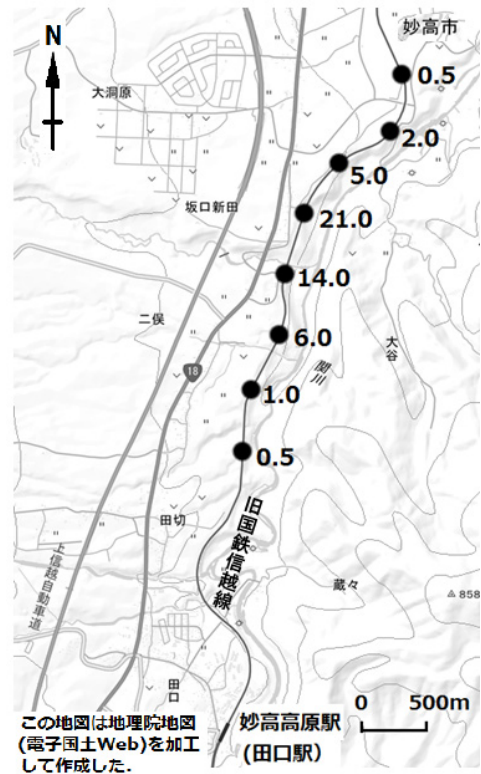 N
妙高市
大洞原
0.5
2.0
5.0
坂口新田
21.0
14.0
二俣
6.0
大谷
関川
18
1.0
0.5
旧国鉄信越線
田切
上信越自動車道
蔵々
858
田口
0 500m
この地図は地理院地図
(電子国土Web)を加工
して作成した.
妙高高原駅
(田口駅)